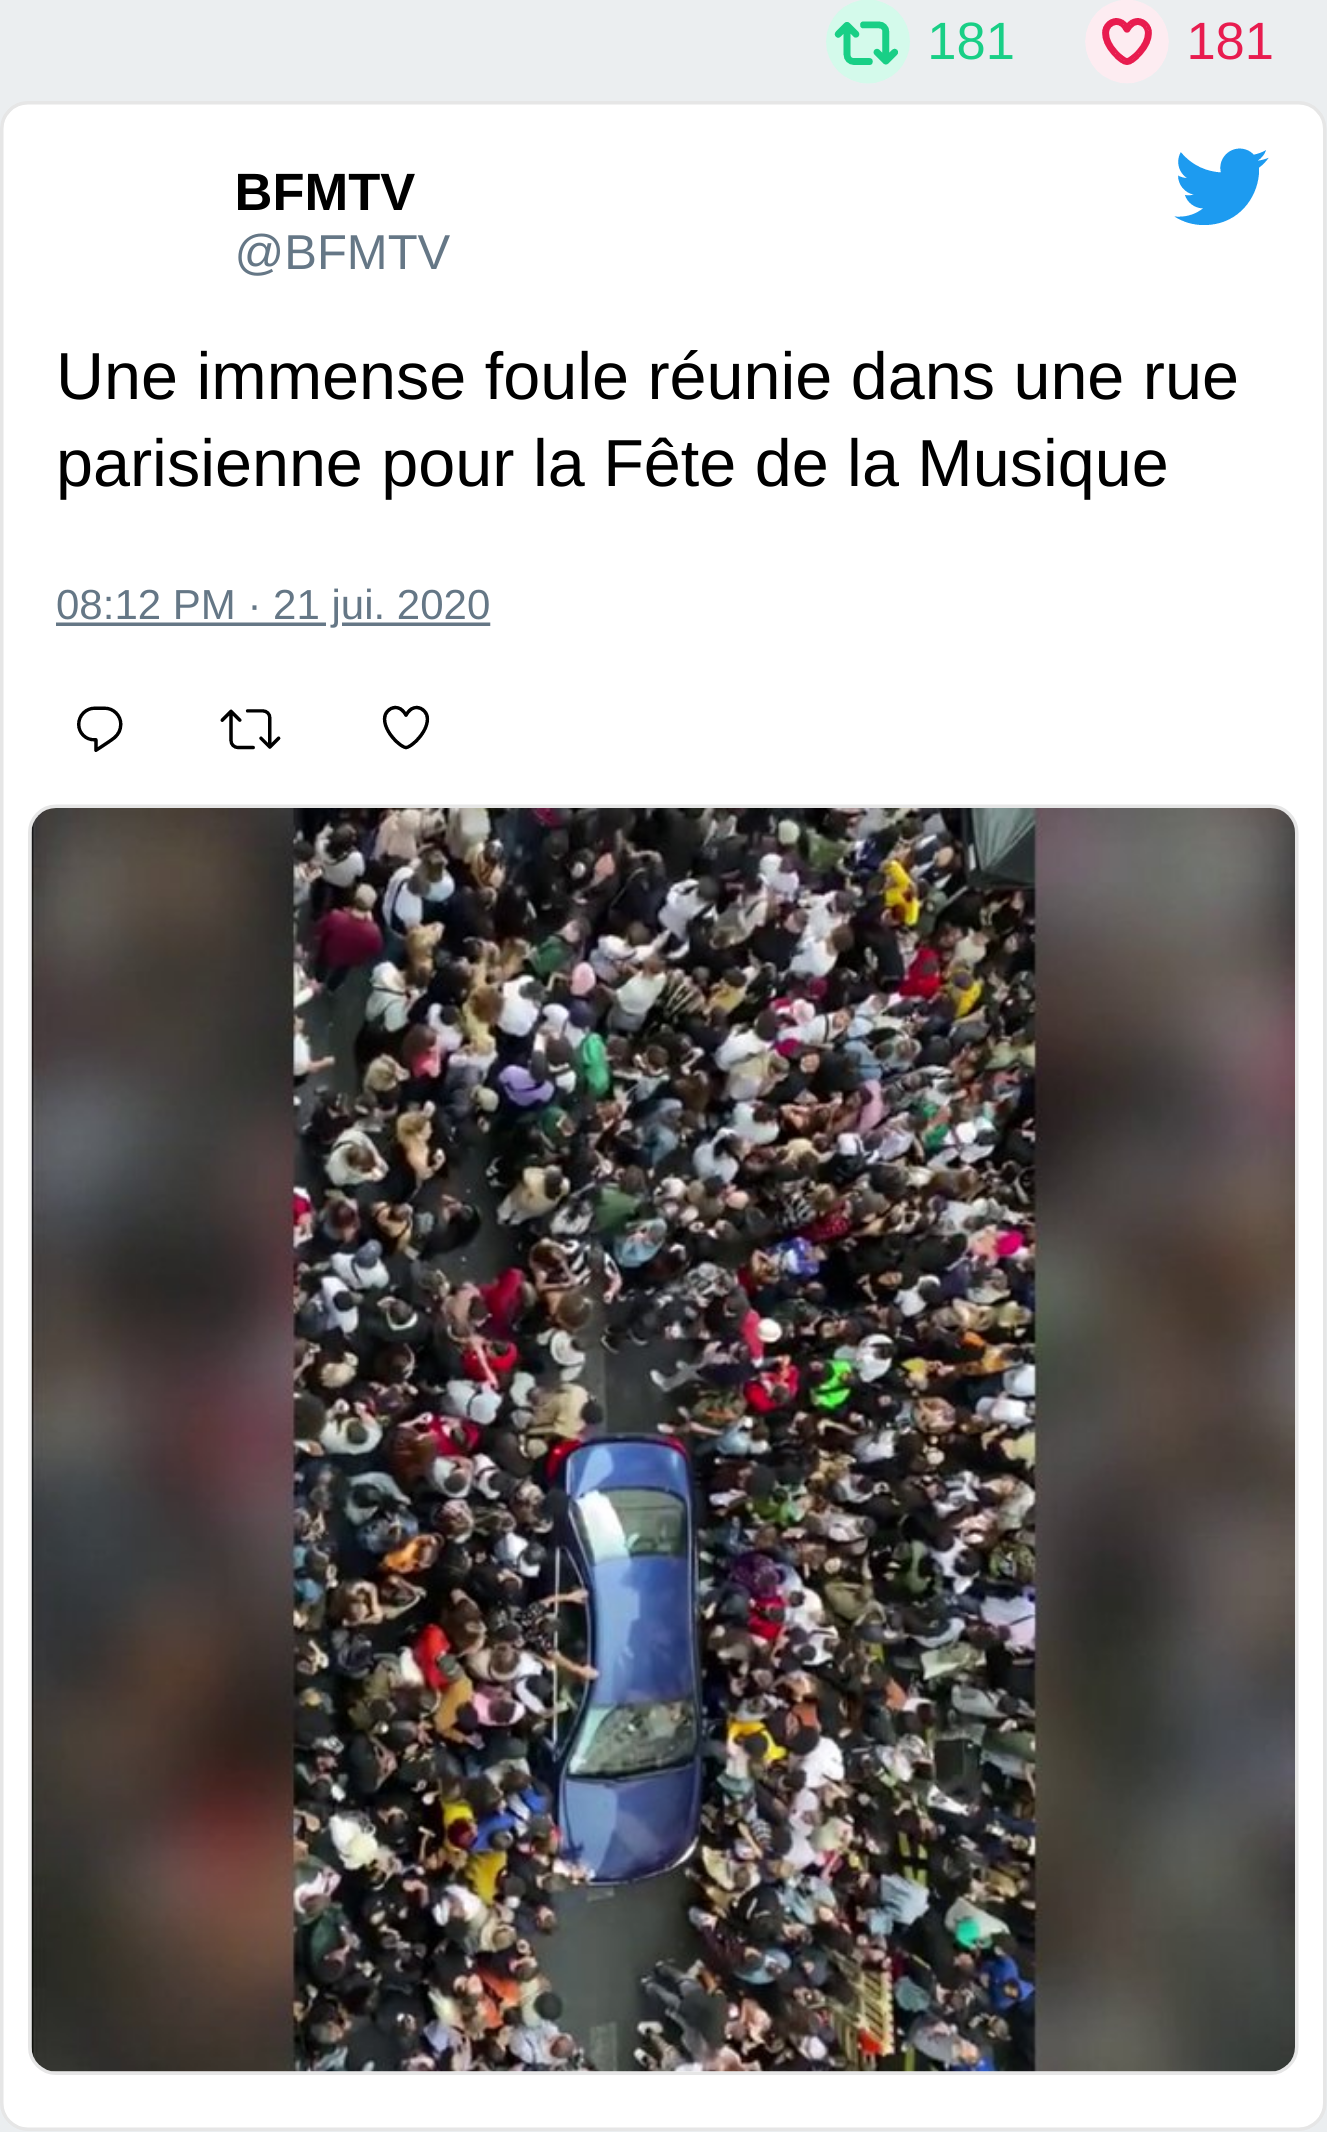 181 181
BFMTV
@BFMTV
Une immense foule réunie dans une rue
parisienne pour la Fête de la Musique
08:12 PM · 21 jui. 2020